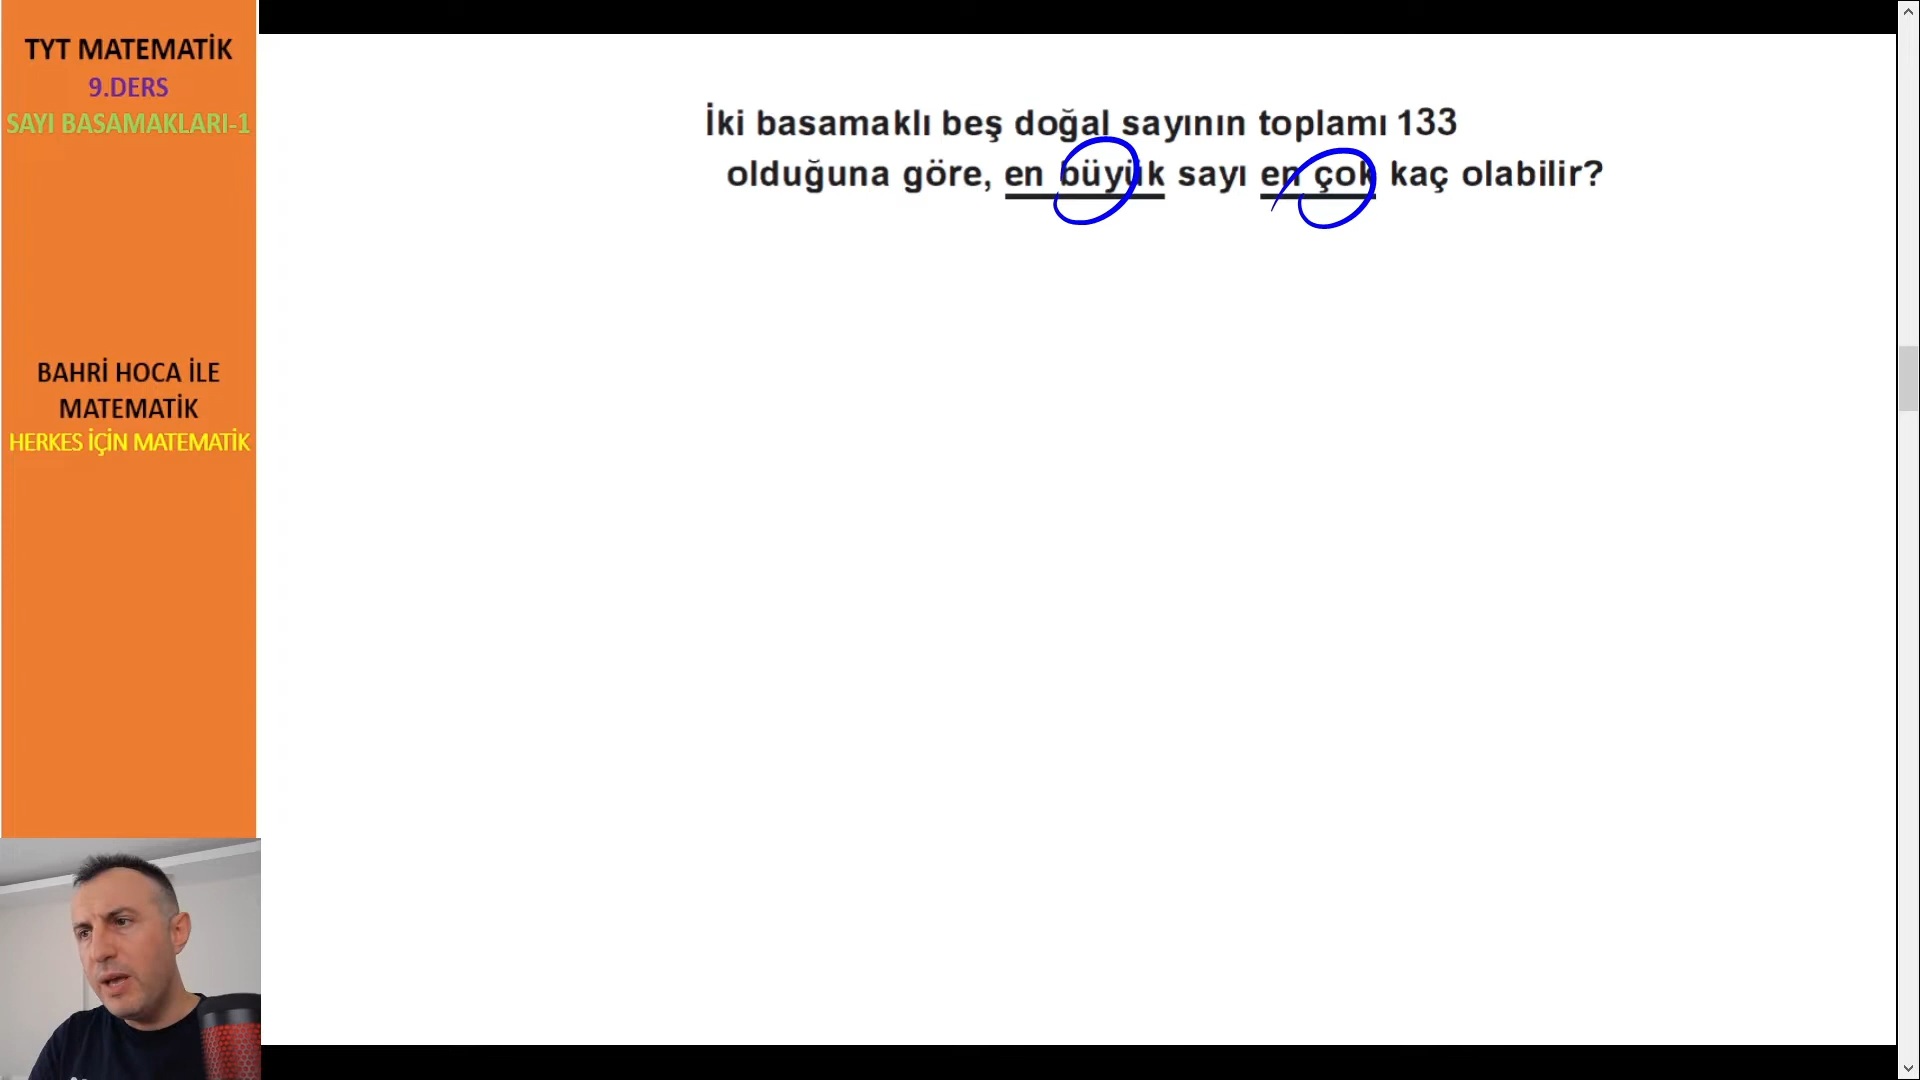 TYT MATEMATİK
9.DERS
SAYI BASAMAKLARI-1
BAHRİ HOCA İLE
MATEMATİK
HERKES İÇİN MATEMATİK
İki basamaklı beş doğal sayının toplamı 133
olduğuna göre, en büyük sayı en çok kaç olabilir?